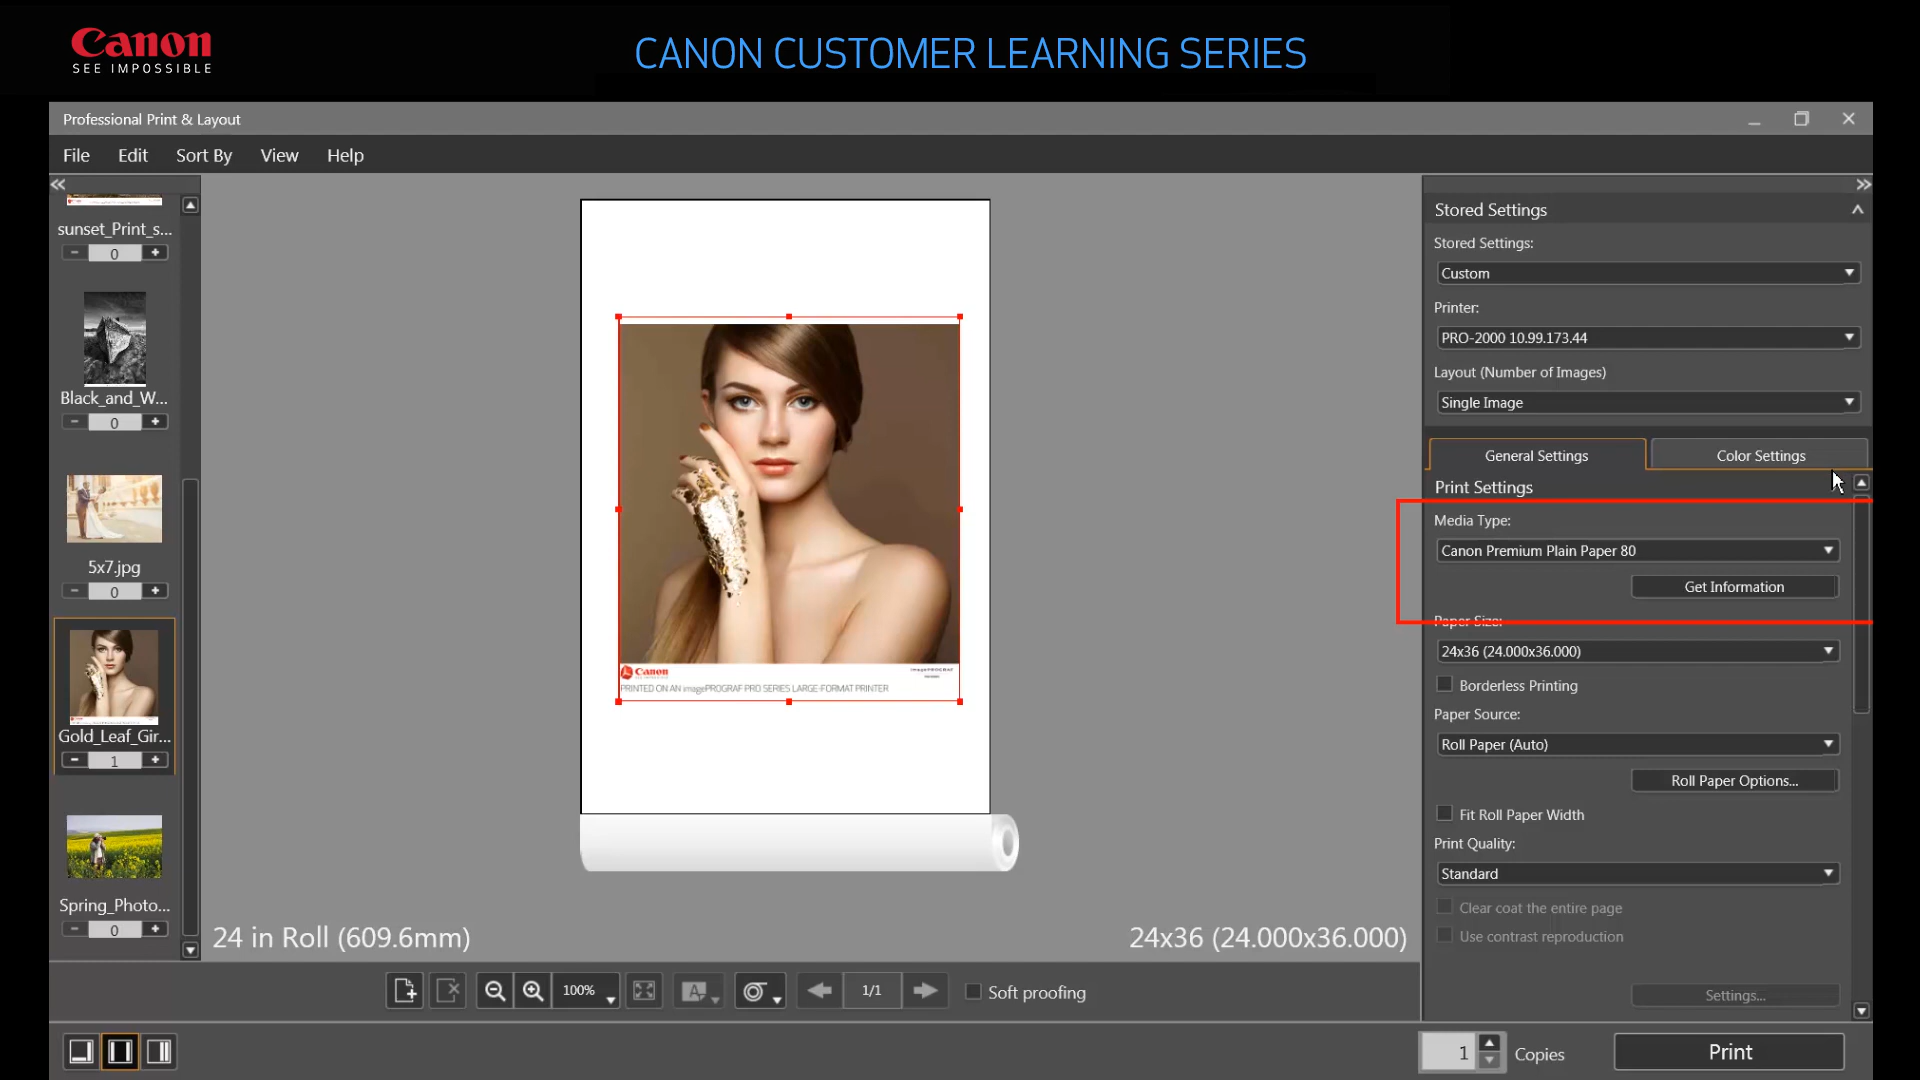 Canon
SEE IMPOSSIBLE
CANON CUSTOMER LEARNING SERIES
Professional Print & Layout
File Edit Sort By View Help
sunset_Print_s...
0
Black_and_W...
0
5x7.jpg
0
Gold_Leaf_Gir...
1
Spring_Photo...
0
Canon
imagePROGRAF
PRINTED ON AN imagePROGRAF PRO SERIES LARGE-FORMAT PRINTER
24 in Roll (609.6mm)
24x36 (24.000x36.000)
100%
1/1
Soft proofing
Stored Settings
Stored Settings:
Custom
Printer:
PRO-2000 10.99.173.44
Layout (Number of Images)
Single Image
General Settings
Color Settings
Print Settings
Media Type:
Canon Premium Plain Paper 80
Get Information
Paper Size:
24x36 (24.000x36.000)
Borderless Printing
Paper Source:
Roll Paper (Auto)
Roll Paper Options...
Fit Roll Paper Width
Print Quality:
Standard
Clear coat the entire page
Use contrast reproduction
Settings...
1 Copies
Print